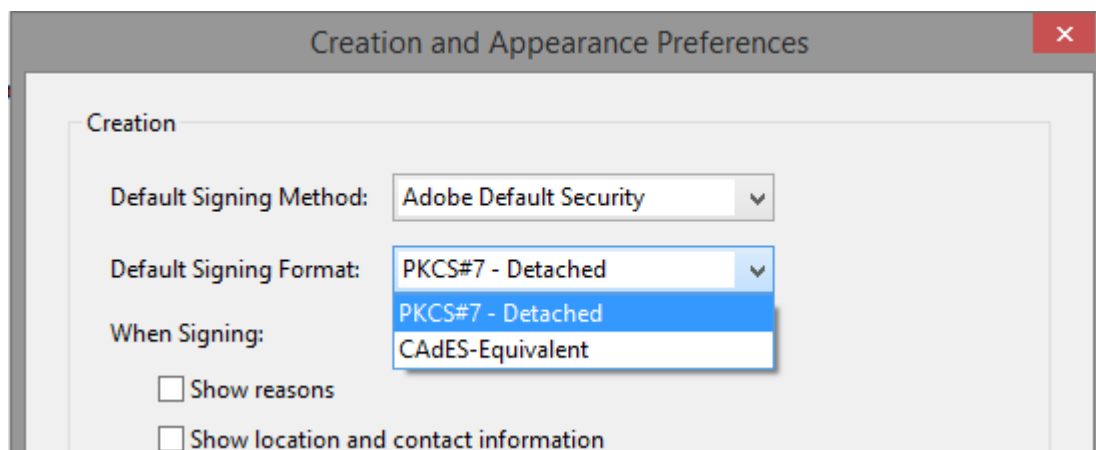 Creation and Appearance Preferences
Creation
Default Signing Method: Adobe Default Security
Default Signing Format: PKCS#7 - Detached
PKCS#7 - Detached
CAdES-Equivalent
When Signing:
Show reasons
Show location and contact information